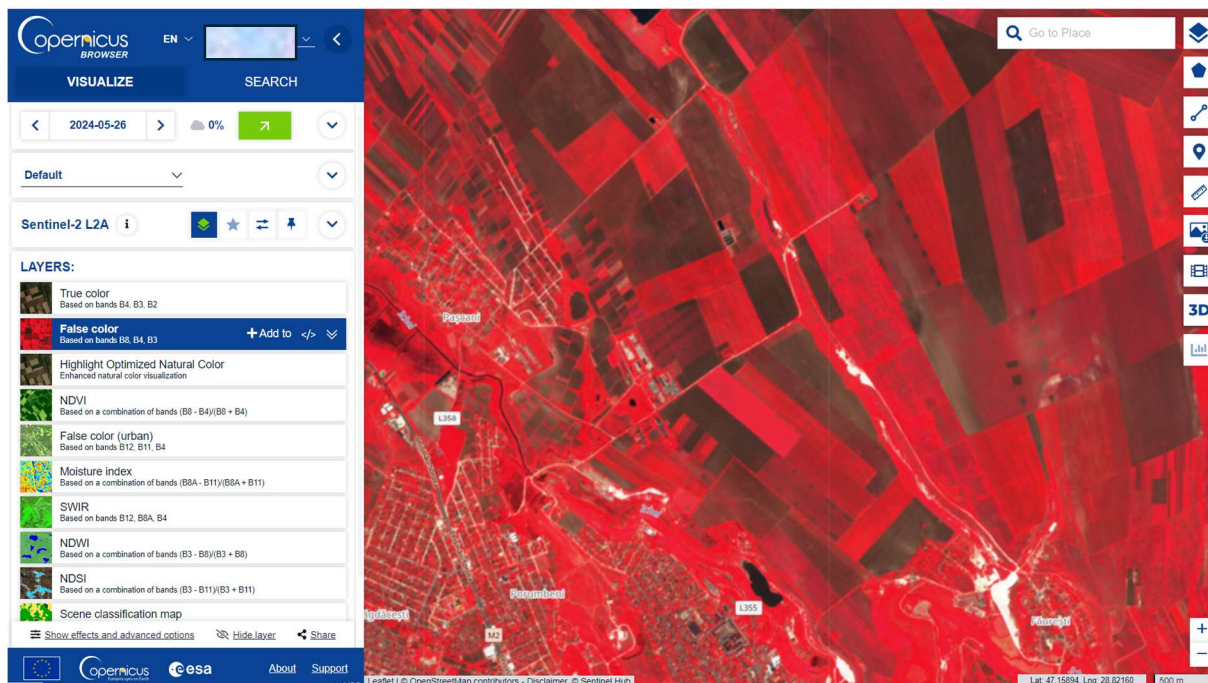 Copernicus
BROWSER
EN
VISUALIZE
SEARCH
2024-05-26
0%
Default
Sentinel-2 L2A
i
LAYERS:
True color
Based on bands B4, B3, B2
False color
Based on bands B8, B4, B3
Add to </>
Highlight Optimized Natural Color
Enhanced natural color visualization
NDVI
Based on a combination of bands (B8 - B4)/(B8 + B4)
False color (urban)
Based on bands B12, B11, B4
Moisture index
Based on a combination of bands (B8A - B11)/(B8A + B11)
SWIR
Based on bands B12, B8A, B4
NDWI
Based on a combination of bands (B3 - B8)/(B3 + B8)
NDSI
Based on a combination of bands (B3 - B11)/(B3 + B11)
Scene classification map
Show effects and advanced options
Hide layer
Share
Copernicus
Europe's eyes on Earth
esa
About
Support
Go to Place
3D
Pașcani
Ichel
L358
Ichel
Porumbeni
L355
M2
Făurești
Leaflet | © OpenStreetMap contributors - Disclaimer, © Sentinel Hub
Lat: 47.15894, Lng: 28.82160
500 m